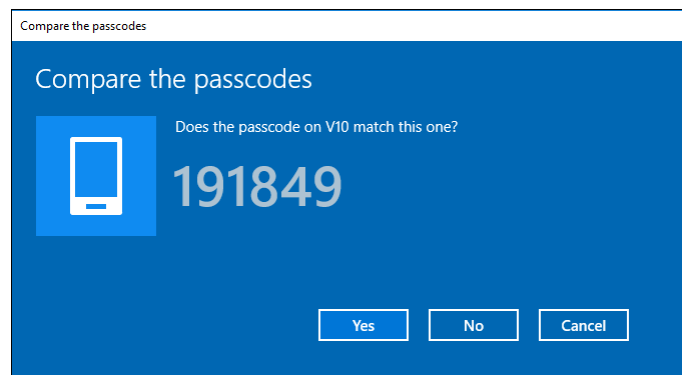 Compare the passcodes
Compare the passcodes
Does the passcode on V10 match this one?
191849
Yes No Cancel